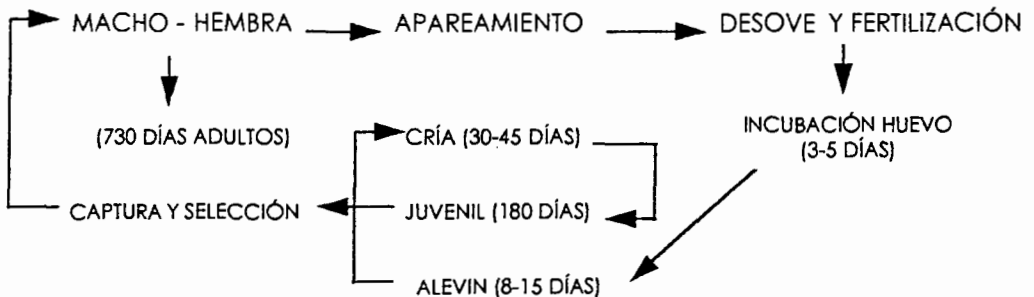 MACHO - HEMBRA
APAREAMIENTO
DESOVE Y FERTILIZACIÓN
(730 DÍAS ADULTOS)
CRÍA (30-45 DÍAS)
INCUBACIÓN HUEVO
(3-5 DÍAS)
CAPTURA Y SELECCIÓN
JUVENIL (180 DÍAS)
ALEVIN (8-15 DÍAS)